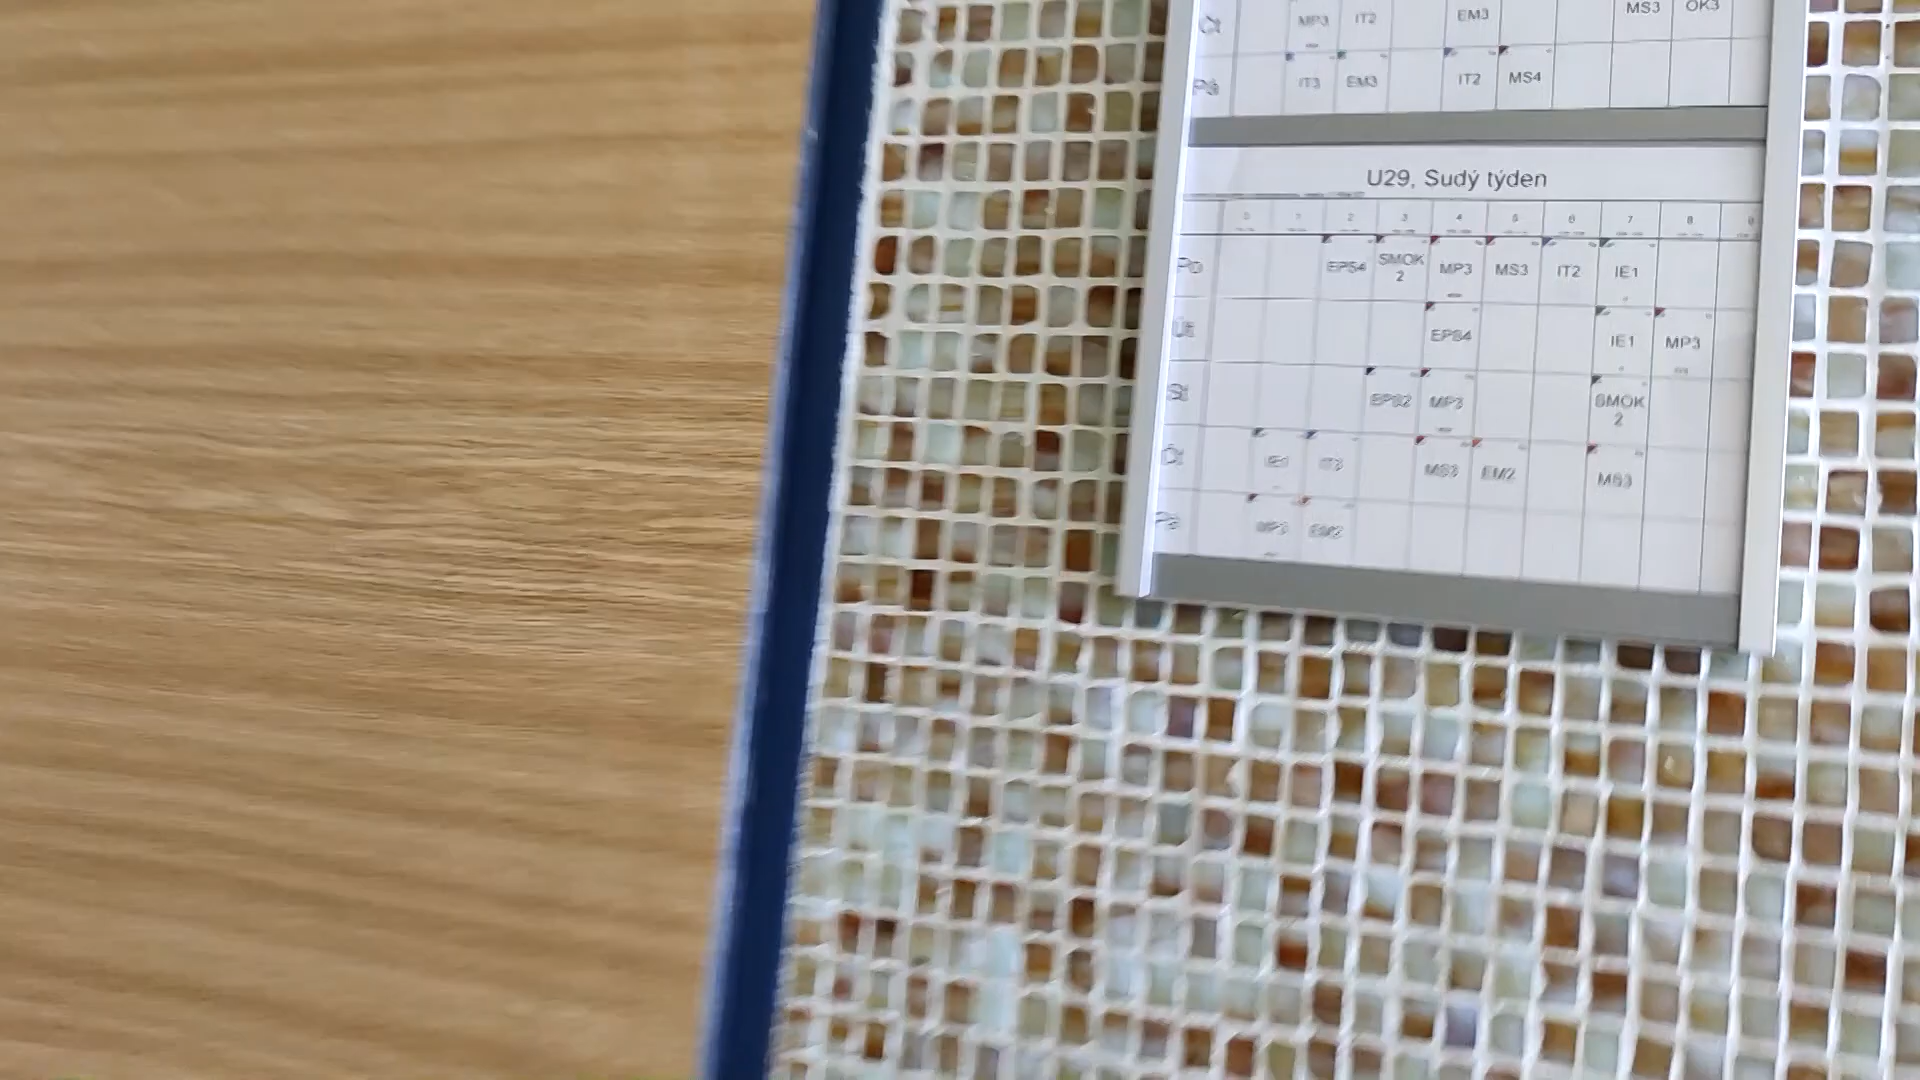 MS3 OK3
Čt MP3 IT2 EM3
Pá IT3 EM3 IT2 MS4
U29, Sudý týden
0 1 2 3 4 5 6 7 8 9
Po EPS4 SMOK 2 MP3 MS3 IT2 IE1
Út EPS4 IE1 MP3
St EPS2 MP3 SMOK 2
Čt IE1 IT3 MS3 EM2 MS3
Pá MP3 EM2